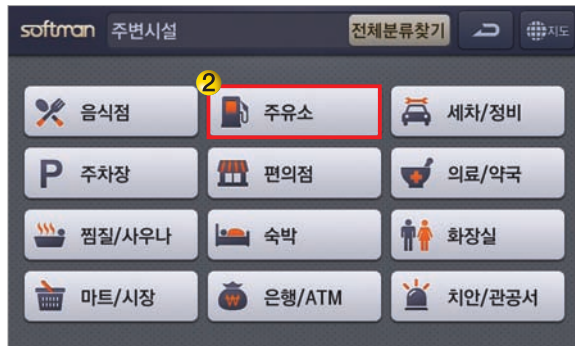 softman 주변시설 전체분류찾기 지도
2
음식점 주유소 세차/정비
P 주차장 편의점 의료/약국
찜질/사우나 숙박 화장실
마트/시장 ₩ 은행/ATM 치안/관공서